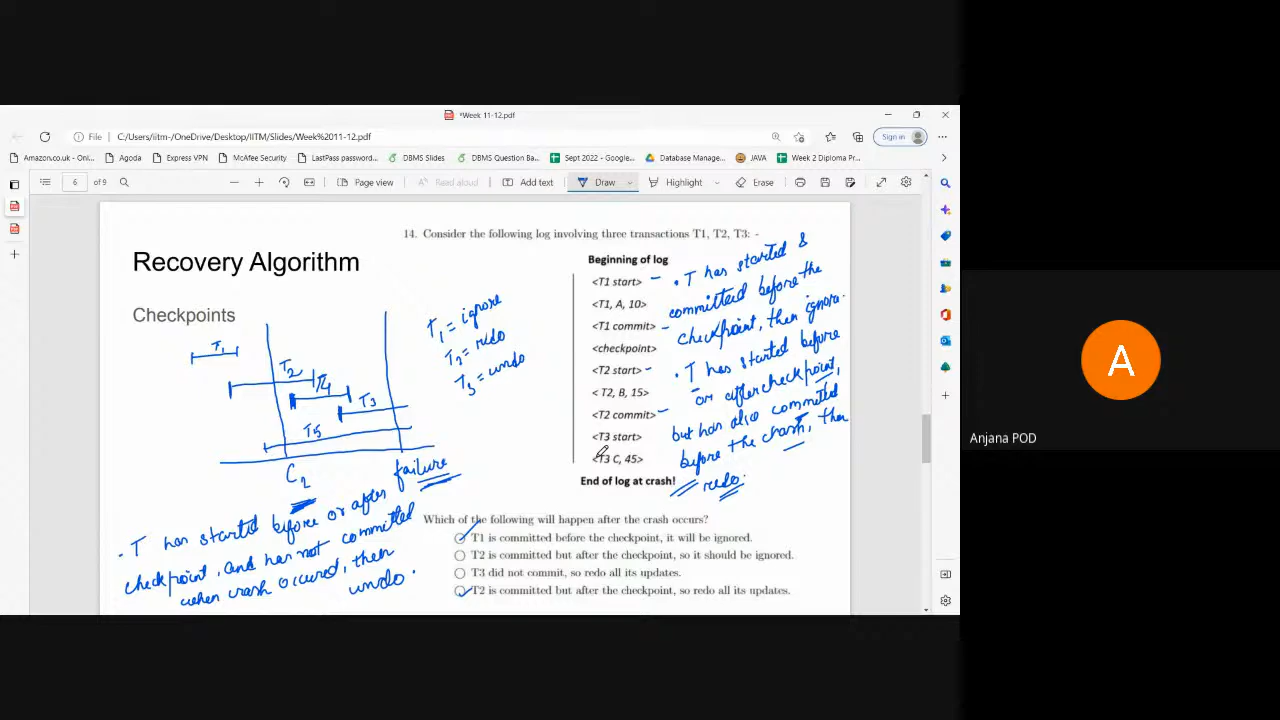 *Week 11-12.pdf
File
C:/Users/iitm-/OneDrive/Desktop/IITM/Slides/Week%2011-12.pdf
Sign in
Amazon.co.uk - Onl...
Agoda
Express VPN
McAfee Security
LastPass password...
DBMS Slides
DBMS Question Ba...
Sept 2022 - Google...
Database Manage...
JAVA
Week 2 Diploma Pr...
6
of 9
Page view
Read aloud
Add text
Draw
Highlight
Erase
14. Consider the following log involving three transactions T1, T2, T3: -
Recovery Algorithm
Checkpoints
Beginning of log
<T1 start>
<T1, A, 10>
<T1 commit>
<checkpoint>
<T2 start>
< T2, B, 15>
<T2 commit>
<T3 start>
<T3 C, 45>
End of log at crash!
T1
T2
T4
T3
T5
C2
failure
T1 = ignore
T2 = redo
T3 = undo
• T has started &
committed before the
checkpoint, then ignore.
• T has started before
or after checkpoint,
but has also committed
before the crash, then
redo.
• T has started before or after
checkpoint, and has not committed
when crash occured, then
undo.
Which of the following will happen after the crash occurs?
T1 is committed before the checkpoint, it will be ignored.
T2 is committed but after the checkpoint, so it should be ignored.
T3 did not commit, so redo all its updates.
T2 is committed but after the checkpoint, so redo all its updates.
A
Anjana POD